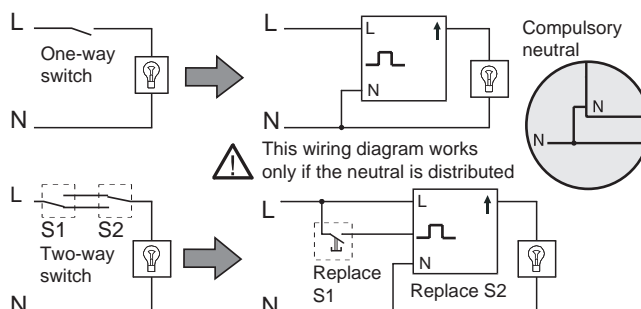 L
One-way
switch
N
L
N
Compulsory
neutral
N
N
L
N
This wiring diagram works
only if the neutral is distributed
L
S1 S2
Two-way
switch
N
L
L
N
Replace
S1
Replace S2
N